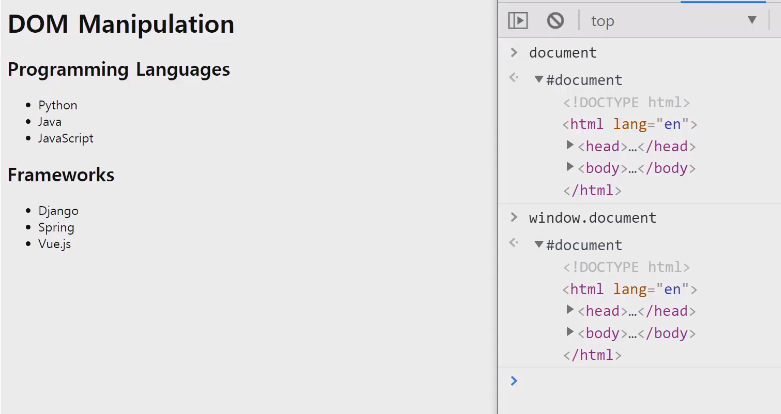 DOM Manipulation
Programming Languages
Python
Java
JavaScript
Frameworks
Django
Spring
Vue.js
top
document
#document
<!DOCTYPE html>
<html lang="en">
<head>…</head>
<body>…</body>
</html>
window.document
#document
<!DOCTYPE html>
<html lang="en">
<head>…</head>
<body>…</body>
</html>